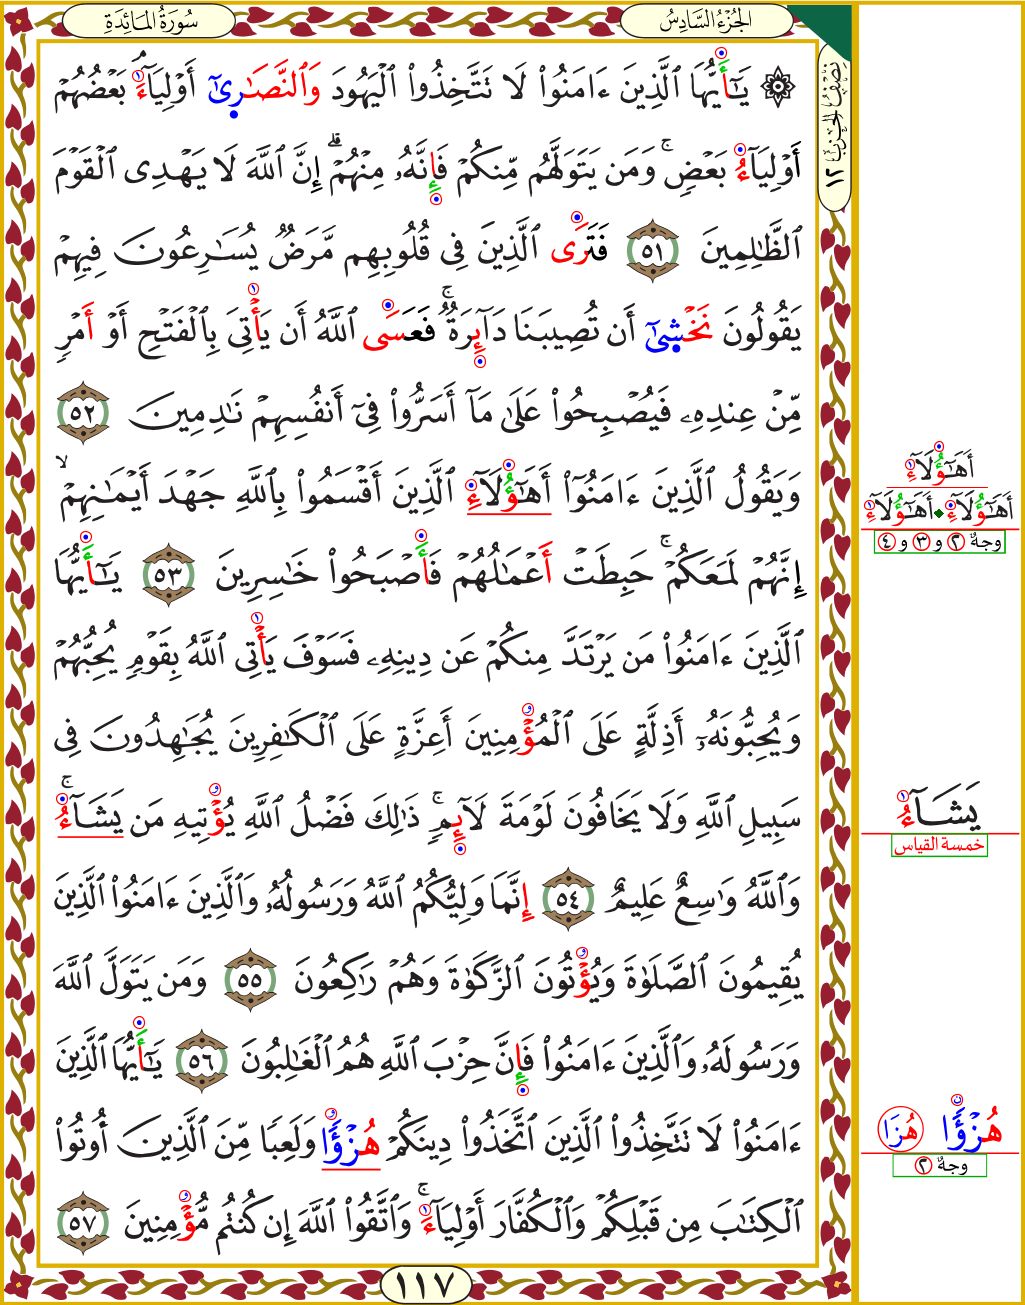 الجُزْءُ السَّادِسُ
سُورَةُ المَائِدَةِ
نِصْفُ الحِزْبِ ١٢
۞ يَـٰٓأَيُّهَا ٱلَّذِينَ ءَامَنُوا۟ لَا تَتَّخِذُوا۟ ٱلْيَهُودَ وَٱلنَّصَـٰرِىٰٓ أَوْلِيَآءَۘ بَعْضُهُمْ
أَوْلِيَآءُ بَعْضٍۚ وَمَن يَتَوَلَّهُم مِّنكُمْ فَإِنَّهُۥ مِنْهُمْۗ إِنَّ ٱللَّهَ لَا يَهْدِى ٱلْقَوْمَ
ٱلظَّـٰلِمِينَ ٥١ فَتَرَى ٱلَّذِينَ فِى قُلُوبِهِم مَّرَضٌ يُسَـٰرِعُونَ فِيهِمْ
يَقُولُونَ نَخْشِىٰٓ أَن تُصِيبَنَا دَآئِرَةٌۚ فَعَسَى ٱللَّهُ أَن يَأْتِىَ بِٱلْفَتْحِ أَوْ أَمْرٍ
مِّنْ عِندِهِۦ فَيُصْبِحُوا۟ عَلَىٰ مَآ أَسَرُّوا۟ فِىٓ أَنفُسِهِمْ نَـٰدِمِينَ ٥٢
وَيَقُولُ ٱلَّذِينَ ءَامَنُوٓا۟ أَهَـٰٓؤُلَآءِ ٱلَّذِينَ أَقْسَمُوا۟ بِٱللَّهِ جَهْدَ أَيْمَـٰنِهِمْۙ
إِنَّهُمْ لَمَعَكُمْۚ حَبِطَتْ أَعْمَـٰلُهُمْ فَأَصْبَحُوا۟ خَـٰسِرِينَ ٥٣ يَـٰٓأَيُّهَا
ٱلَّذِينَ ءَامَنُوا۟ مَن يَرْتَدَّ مِنكُمْ عَن دِينِهِۦ فَسَوْفَ يَأْتِى ٱللَّهُ بِقَوْمٍ يُحِبُّهُمْ
وَيُحِبُّونَهُۥٓ أَذِلَّةٍ عَلَى ٱلْمُؤْمِنِينَ أَعِزَّةٍ عَلَى ٱلْكَـٰفِرِينَ يُجَـٰهِدُونَ فِى
سَبِيلِ ٱللَّهِ وَلَا يَخَافُونَ لَوْمَةَ لَآئِمٍۚ ذَٰلِكَ فَضْلُ ٱللَّهِ يُؤْتِيهِ مَن يَشَآءُۚ
وَٱللَّهُ وَٰسِعٌ عَلِيمٌ ٥٤ إِنَّمَا وَلِيُّكُمُ ٱللَّهُ وَرَسُولُهُۥ وَٱلَّذِينَ ءَامَنُوا۟ ٱلَّذِينَ
يُقِيمُونَ ٱلصَّلَوٰةَ وَيُؤْتُونَ ٱلزَّكَوٰةَ وَهُمْ رَٰكِعُونَ ٥٥ وَمَن يَتَوَلَّ ٱللَّهَ
وَرَسُولَهُۥ وَٱلَّذِينَ ءَامَنُوا۟ فَإِنَّ حِزْبَ ٱللَّهِ هُمُ ٱلْغَـٰلِبُونَ ٥٦ يَـٰٓأَيُّهَا ٱلَّذِينَ
ءَامَنُوا۟ لَا تَتَّخِذُوا۟ ٱلَّذِينَ ٱتَّخَذُوا۟ دِينَكُمْ هُزْؤًا وَلَعِبًا مِّنَ ٱلَّذِينَ أُوتُوا۟
ٱلْكِتَـٰبَ مِن قَبْلِكُمْ وَٱلْكُفَّارَ أَوْلِيَآءَۚ وَٱتَّقُوا۟ ٱللَّهَ إِن كُنتُم مُّؤْمِنِينَ ٥٧
١١٧
أَهَـٰٓؤُلَآءِ
أَهَـٰٓؤُلَآءِ ◆ أَهَـٰٓؤُلَآءِ
وجهٌ ٢ و ٣ و ٤
يَشَآءُ
خمسة القياس
هُزْؤًا هُزَا
وجهٌ ٢